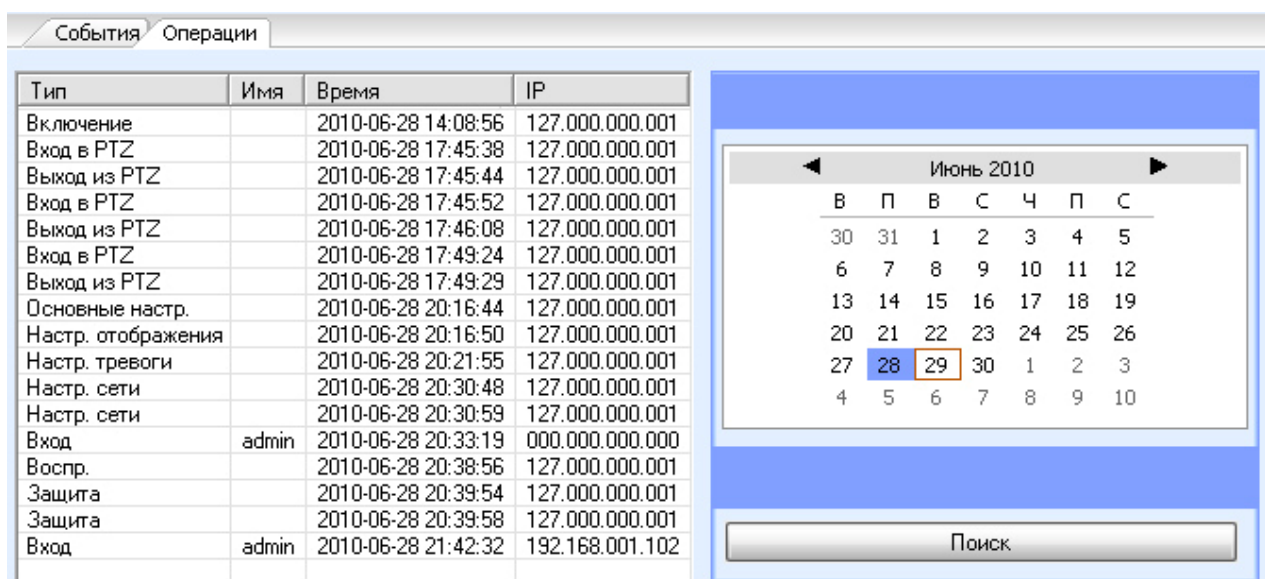 События Операции
Тип Имя Время IP
Включение 2010-06-28 14:08:56 127.000.000.001
Вход в PTZ 2010-06-28 17:45:38 127.000.000.001
Выход из PTZ 2010-06-28 17:45:44 127.000.000.001
Вход в PTZ 2010-06-28 17:45:52 127.000.000.001
Выход из PTZ 2010-06-28 17:46:08 127.000.000.001
Вход в PTZ 2010-06-28 17:49:24 127.000.000.001
Выход из PTZ 2010-06-28 17:49:29 127.000.000.001
Основные настр. 2010-06-28 20:16:44 127.000.000.001
Настр. отображения 2010-06-28 20:16:50 127.000.000.001
Настр. тревоги 2010-06-28 20:21:55 127.000.000.001
Настр. сети 2010-06-28 20:30:48 127.000.000.001
Настр. сети 2010-06-28 20:30:59 127.000.000.001
Вход admin 2010-06-28 20:33:19 000.000.000.000
Воспр. 2010-06-28 20:38:56 127.000.000.001
Защита 2010-06-28 20:39:54 127.000.000.001
Защита 2010-06-28 20:39:58 127.000.000.001
Вход admin 2010-06-28 21:42:32 192.168.001.102
Июнь 2010
В П В С Ч П С
30 31 1 2 3 4 5
6 7 8 9 10 11 12
13 14 15 16 17 18 19
20 21 22 23 24 25 26
27 28 29 30 1 2 3
4 5 6 7 8 9 10
Поиск